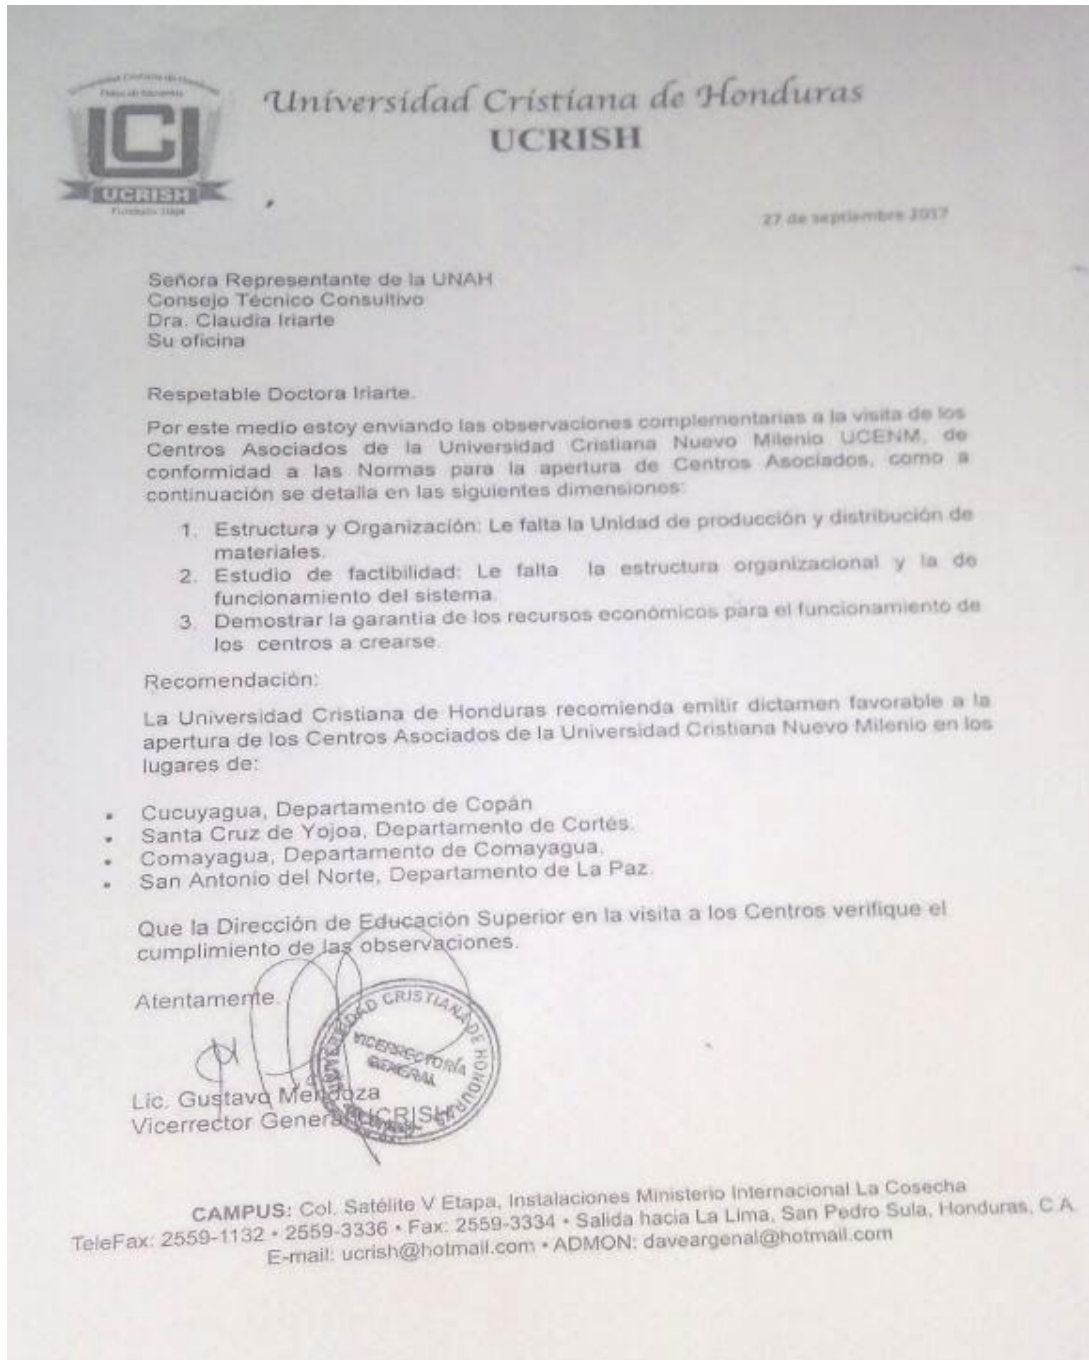 Universidad Cristiana de Honduras
UCRISH
UCRISH
27 de septiembre 2017
Señora Representante de la UNAH
Consejo Técnico Consultivo
Dra. Claudia Iriarte
Su oficina
Respetable Doctora Iriarte.
Por este medio estoy enviando las observaciones complementarias a la visita de los
Centros Asociados de la Universidad Cristiana Nuevo Milenio UCENM, de
conformidad a las Normas para la apertura de Centros Asociados, como a
continuación se detalla en las siguientes dimensiones:
1. Estructura y Organización: Le falta la Unidad de producción y distribución de
materiales.
2. Estudio de factibilidad: Le falta la estructura organizacional y la de
funcionamiento del sistema.
3. Demostrar la garantia de los recursos económicos para el funcionamiento de
los centros a crearse.
Recomendación:
La Universidad Cristiana de Honduras recomienda emitir dictamen favorable a la
apertura de los Centros Asociados de la Universidad Cristiana Nuevo Milenio en los
lugares de:
• Cucuyagua, Departamento de Copán
• Santa Cruz de Yojoa, Departamento de Cortés.
• Comayagua, Departamento de Comayagua.
• San Antonio del Norte, Departamento de La Paz.
Que la Dirección de Educación Superior en la visita a los Centros verifique el
cumplimiento de las observaciones.
Atentamente.
CRISTIANA DE HONDURAS
VICERRECTORÍA
GENERAL
Lic. Gustavo Mendoza
Vicerrector General UCRISH
CAMPUS: Col. Satélite V Etapa, Instalaciones Ministerio Internacional La Cosecha
TeleFax: 2559-1132 • 2559-3336 • Fax: 2559-3334 • Salida hacia La Lima, San Pedro Sula, Honduras, C.A.
E-mail: ucrish@hotmail.com • ADMON: daveargenal@hotmail.com